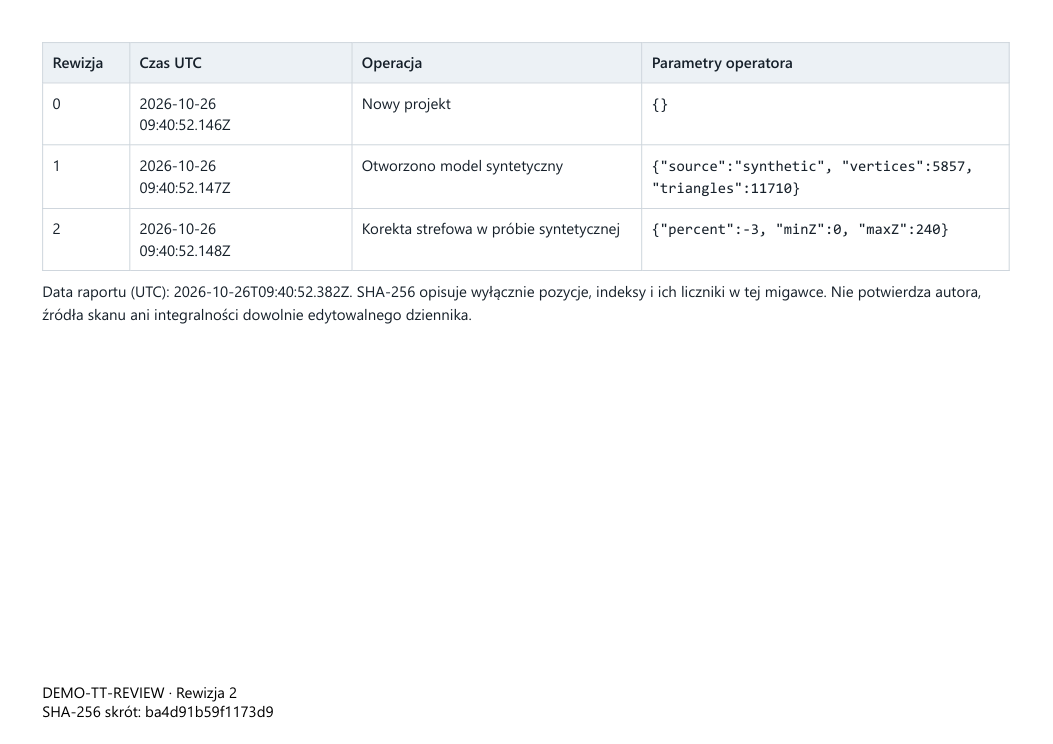 Rewizja	Czas UTC	Operacja	Parametry operatora
0	2026-10-26 09:40:52.146Z	Nowy projekt	{}
1	2026-10-26 09:40:52.147Z	Otworzono model syntetyczny	{"source":"synthetic", "vertices":5857, "triangles":11710}
2	2026-10-26 09:40:52.148Z	Korekta strefowa w próbie syntetycznej	{"percent":-3, "minZ":0, "maxZ":240}
Data raportu (UTC): 2026-10-26T09:40:52.382Z. SHA-256 opisuje wyłącznie pozycje, indeksy i ich liczniki w tej migawce. Nie potwierdza autora,
źródła skanu ani integralności dowolnie edytowalnego dziennika.
DEMO-TT-REVIEW · Rewizja 2
SHA-256 skrót: ba4d91b59f1173d9